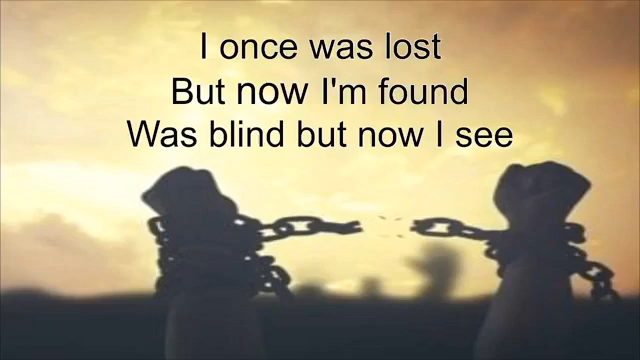 I once was lost
But now I'm found
Was blind but now I see